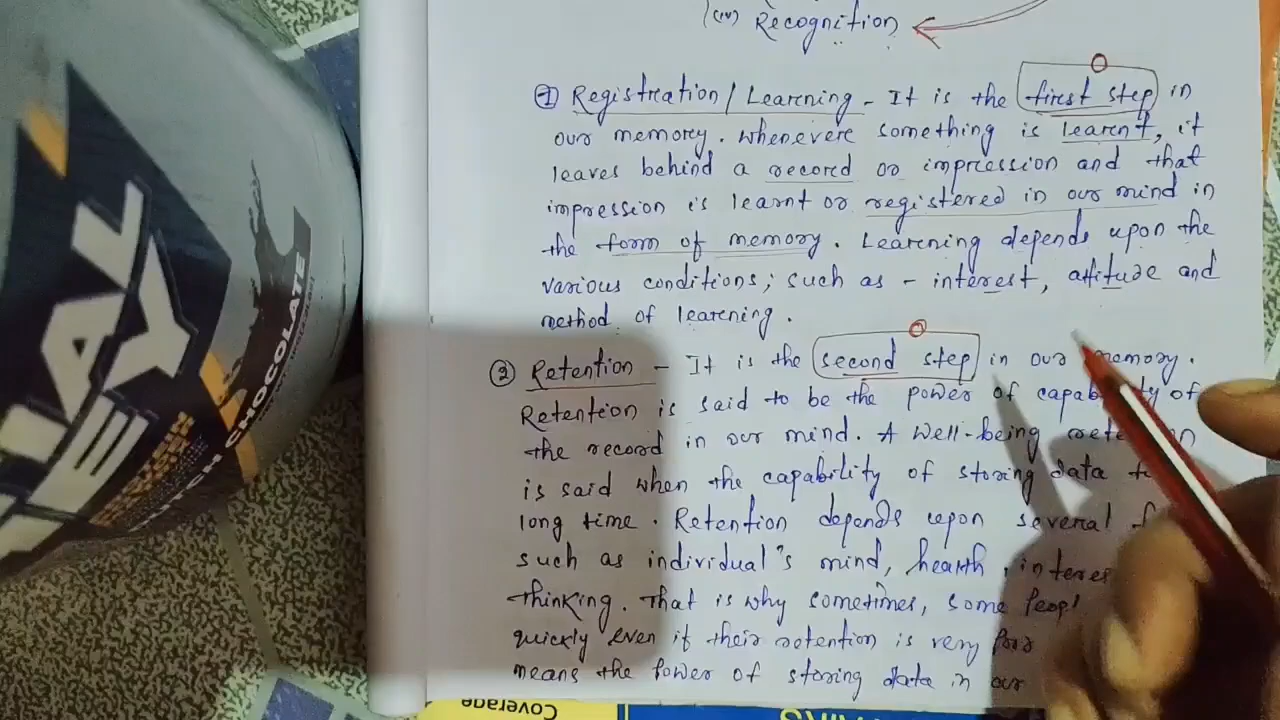 (iv) Recognition
① Registration/Learning - It is the first step in
our memory. Whenever something is learnt, it
leaves behind a record or impression and that
impression is learnt or registered in our mind in
the form of memory. Learning depends upon the
various conditions; such as - interest, attitude and
method of learning.
② Retention - It is the second step in our memory.
Retention is said to be the power of capability of
the record in our mind. A well-being
is said when the capability of storing data
long time. Retention depends upon several
such as individual's mind, health,
thinking. That is why sometimes, some
quickly even if their retention is very
means the power of storing data in our
CHOCOLATE
Coverage